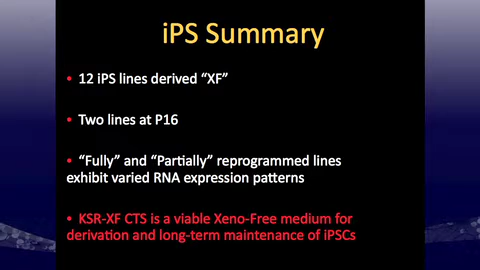 iPS Summary
• 12 iPS lines derived “XF”
• Two lines at P16
• “Fully” and “Partially” reprogrammed lines
exhibit varied RNA expression patterns
• KSR-XF CTS is a viable Xeno-Free medium for
derivation and long-term maintenance of iPSCs